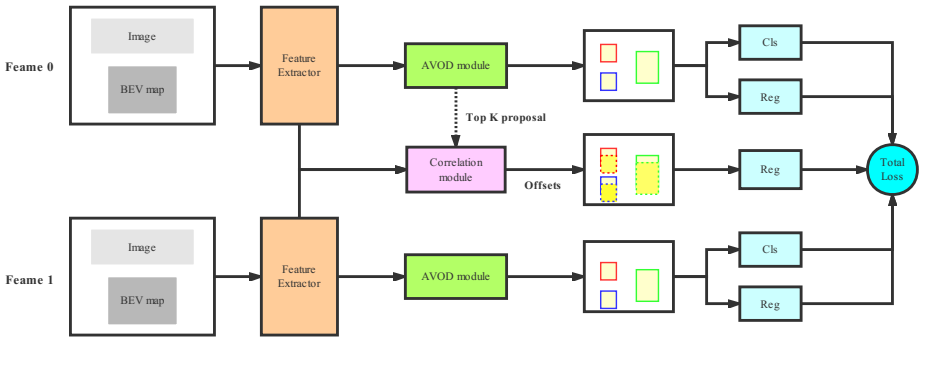 Image
BEV map
Feame 0
Feature
Extractor
AVOD module
Cls
Reg
Top K proposal
Correlation
module
Offsets
Reg
Total
Loss
Image
BEV map
Feame 1
Feature
Extractor
AVOD module
Cls
Reg